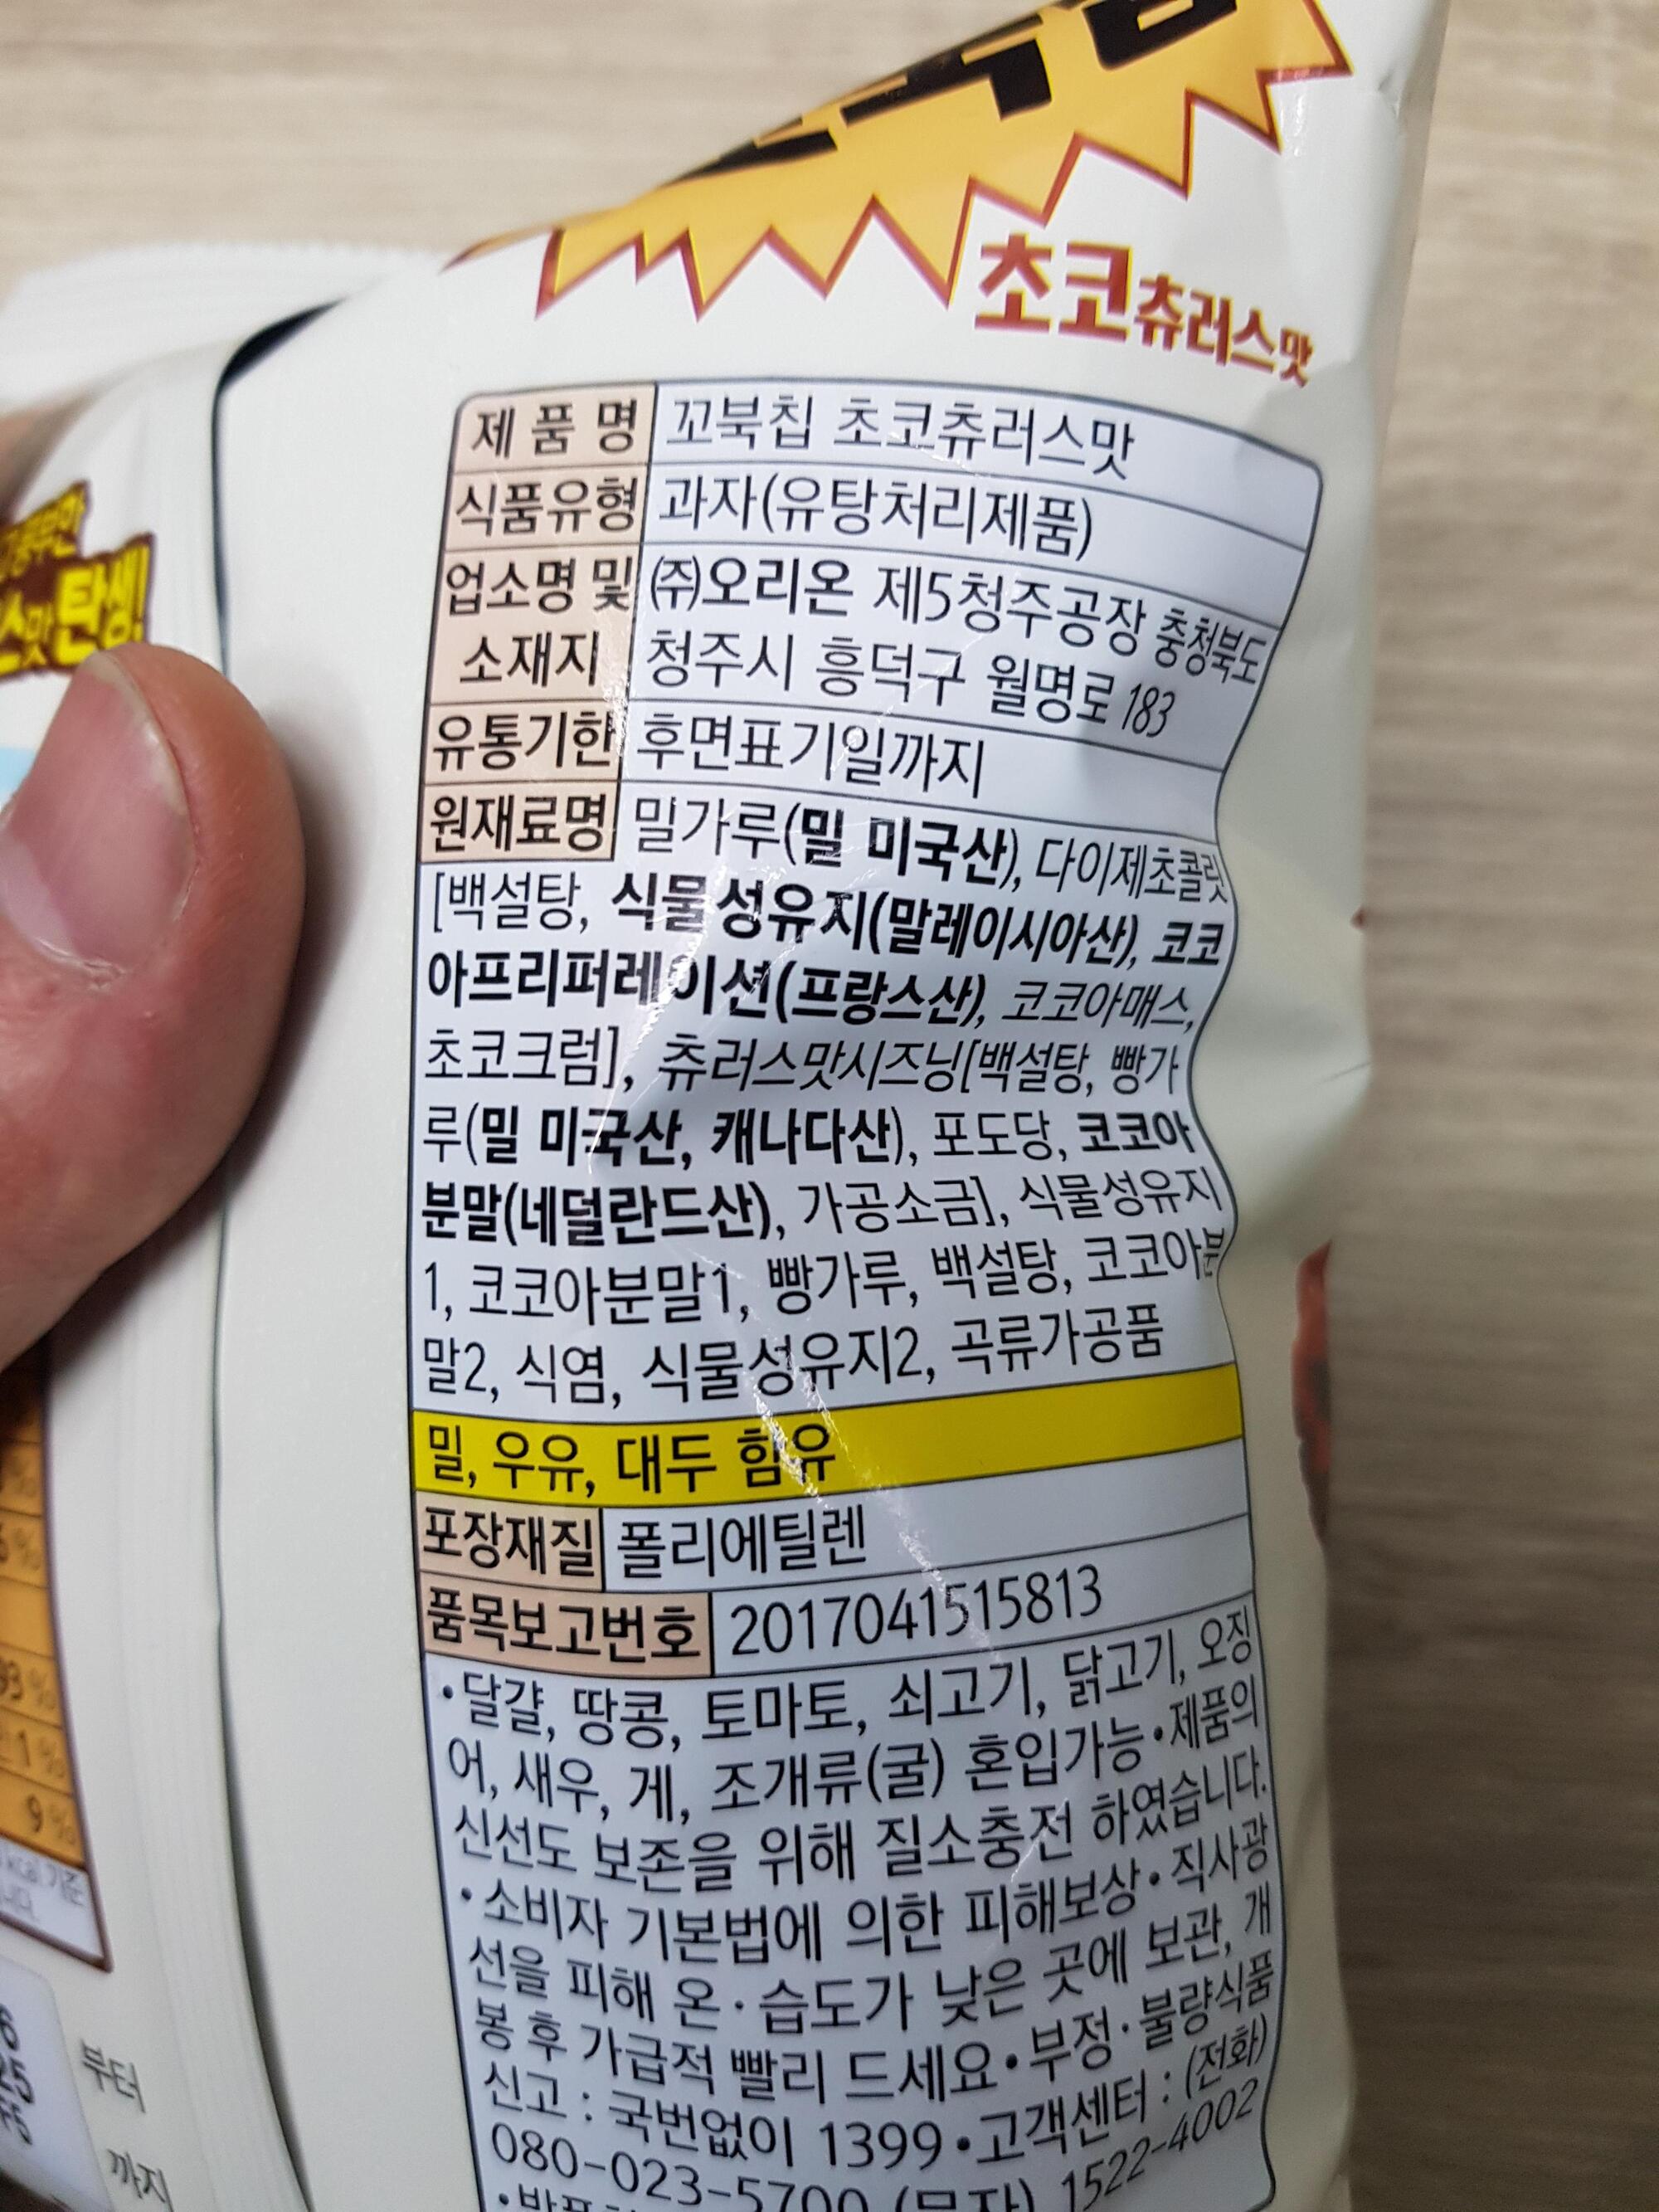 초코츄러스맛
탄생!
제 품 명 꼬북칩 초코츄러스맛
식품유형 과자(유탕처리제품)
업소명 및 ㈜오리온 제5청주공장 충청북도
소재지 청주시 흥덕구 월명로 183
유통기한 후면표기일까지
원재료명 밀가루(밀 미국산), 다이제초콜릿
[백설탕, 식물성유지(말레이시아산), 코코
아프리퍼레이션(프랑스산), 코코아매스,
초코크럼], 츄러스맛시즈닝[백설탕, 빵가
루(밀 미국산, 캐나다산), 포도당, 코코아
분말(네덜란드산), 가공소금], 식물성유지
1, 코코아분말1, 빵가루, 백설탕, 코코아분
말2, 식염, 식물성유지2, 곡류가공품
밀, 우유, 대두 함유
포장재질 폴리에틸렌
품목보고번호 2017041515813
•달걀, 땅콩, 토마토, 쇠고기, 닭고기, 오징
어, 새우, 게, 조개류(굴) 혼입가능•제품의
신선도 보존을 위해 질소충전 하였습니다.
•소비자 기본법에 의한 피해보상•직사광
선을 피해 온·습도가 낮은 곳에 보관, 개
봉 후 가급적 빨리 드세요•부정·불량식품
신고 : 국번없이 1399•고객센터 : (전화)
080-023-5700 (문자) 1522-4002
93 %
1 %
9 %
kcal 기준
부터
까지